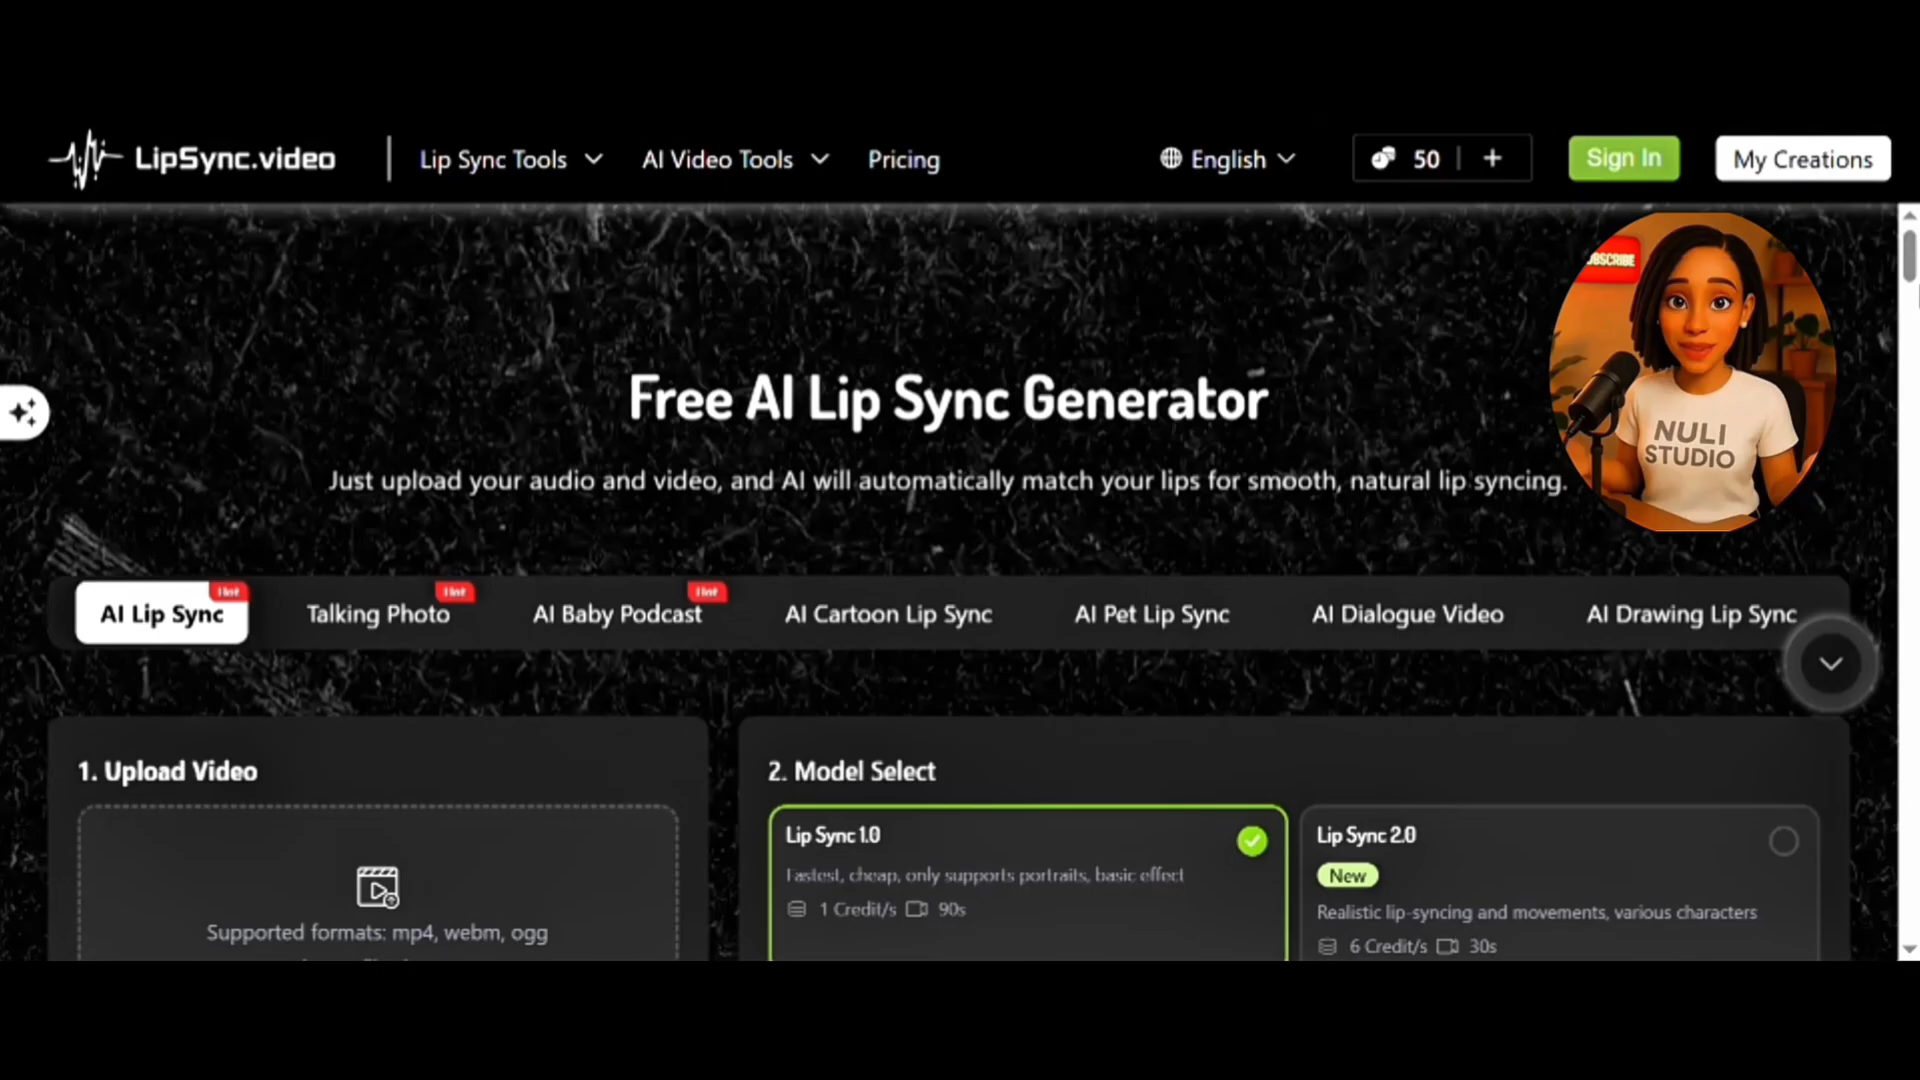 LipSync.video
Lip Sync Tools
AI Video Tools
Pricing
English
50
+
Sign In
My Creations
Free AI Lip Sync Generator
Just upload your audio and video, and AI will automatically match your lips for smooth, natural lip syncing.
UBSCRIBE
NULI
STUDIO
AI Lip Sync
Hot
Talking Photo
Hot
AI Baby Podcast
Hot
AI Cartoon Lip Sync
AI Pet Lip Sync
AI Dialogue Video
AI Drawing Lip Sync
1. Upload Video
Supported formats: mp4, webm, ogg
2. Model Select
Lip Sync 1.0
Fastest, cheap, only supports portraits, basic effect
1 Credit/s 90s
Lip Sync 2.0
New
Realistic lip-syncing and movements, various characters
6 Credit/s 30s